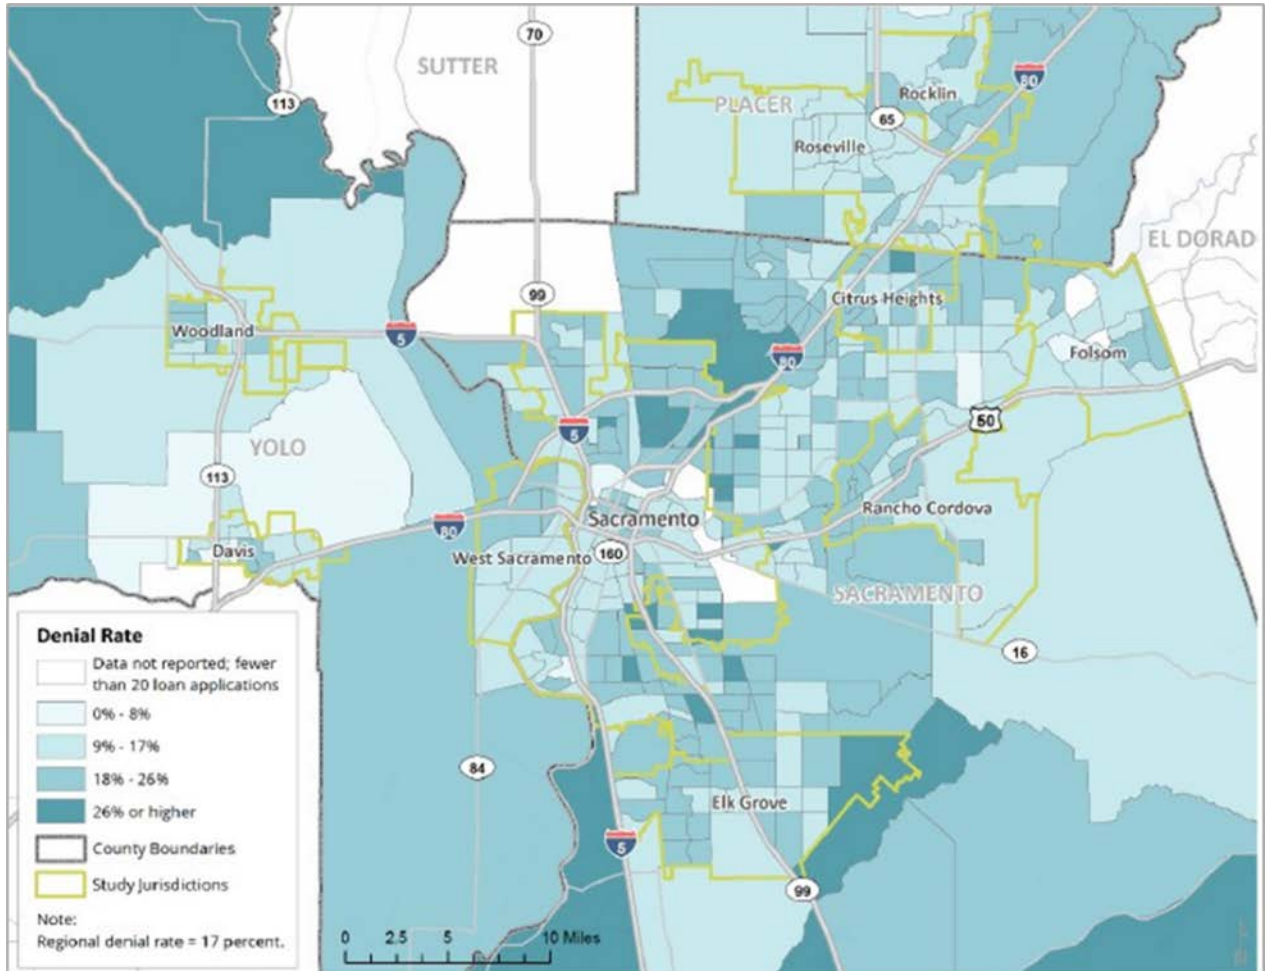 70
SUTTER
113
80
Rocklin
PLACER
65
Roseville
EL DORAD
99
Citrus Heights
Woodland
5
80
Folsom
50
5
YOLO
113
Rancho Cordova
80
Sacramento
Davis
West Sacramento
160
SACRAMENTO
16
84
Elk Grove
5
99
Denial Rate
Data not reported; fewer
than 20 loan applications
0% - 8%
9% - 17%
18% - 26%
26% or higher
County Boundaries
Study Jurisdictions
Note:
Regional denial rate = 17 percent.
0 2.5 5 10 Miles